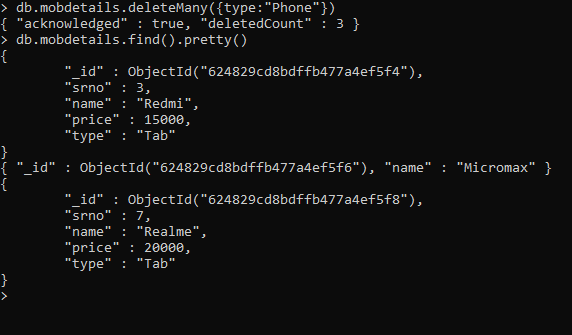 > db.mobdetails.deleteMany({type:"Phone"})
{ "acknowledged" : true, "deletedCount" : 3 }
> db.mobdetails.find().pretty()
{
        "_id" : ObjectId("624829cd8bdffb477a4ef5f4"),
        "srno" : 3,
        "name" : "Redmi",
        "price" : 15000,
        "type" : "Tab"
}
{ "_id" : ObjectId("624829cd8bdffb477a4ef5f6"), "name" : "Micromax" }
{
        "_id" : ObjectId("624829cd8bdffb477a4ef5f8"),
        "srno" : 7,
        "name" : "Realme",
        "price" : 20000,
        "type" : "Tab"
}
>